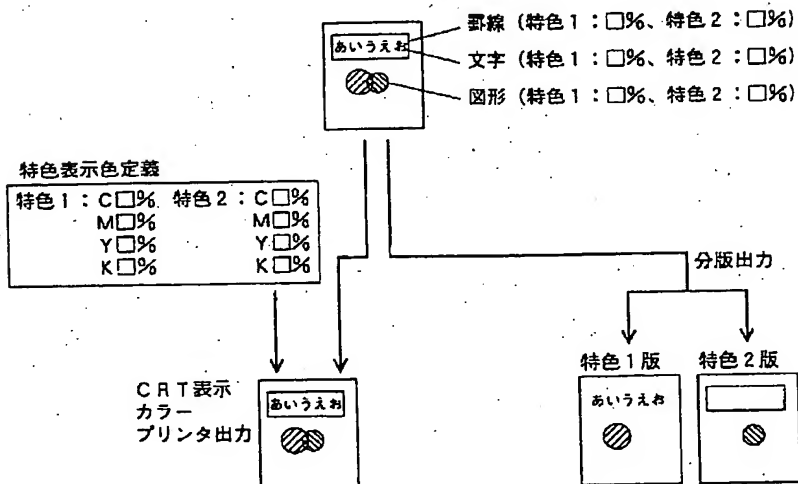 罫線(特色1:□%、特色2:□%)
あいうえお
文字(特色1:□%、特色2:□%)
図形(特色1:□%、特色2:□%)
特色表示色定義
特色1:C□% 特色2:C□%
M□% M□%
Y□% Y□%
K□% K□%
分版出力
特色1版 特色2版
CRT表示
カラー
プリンタ出力
あいうえお
あいうえお